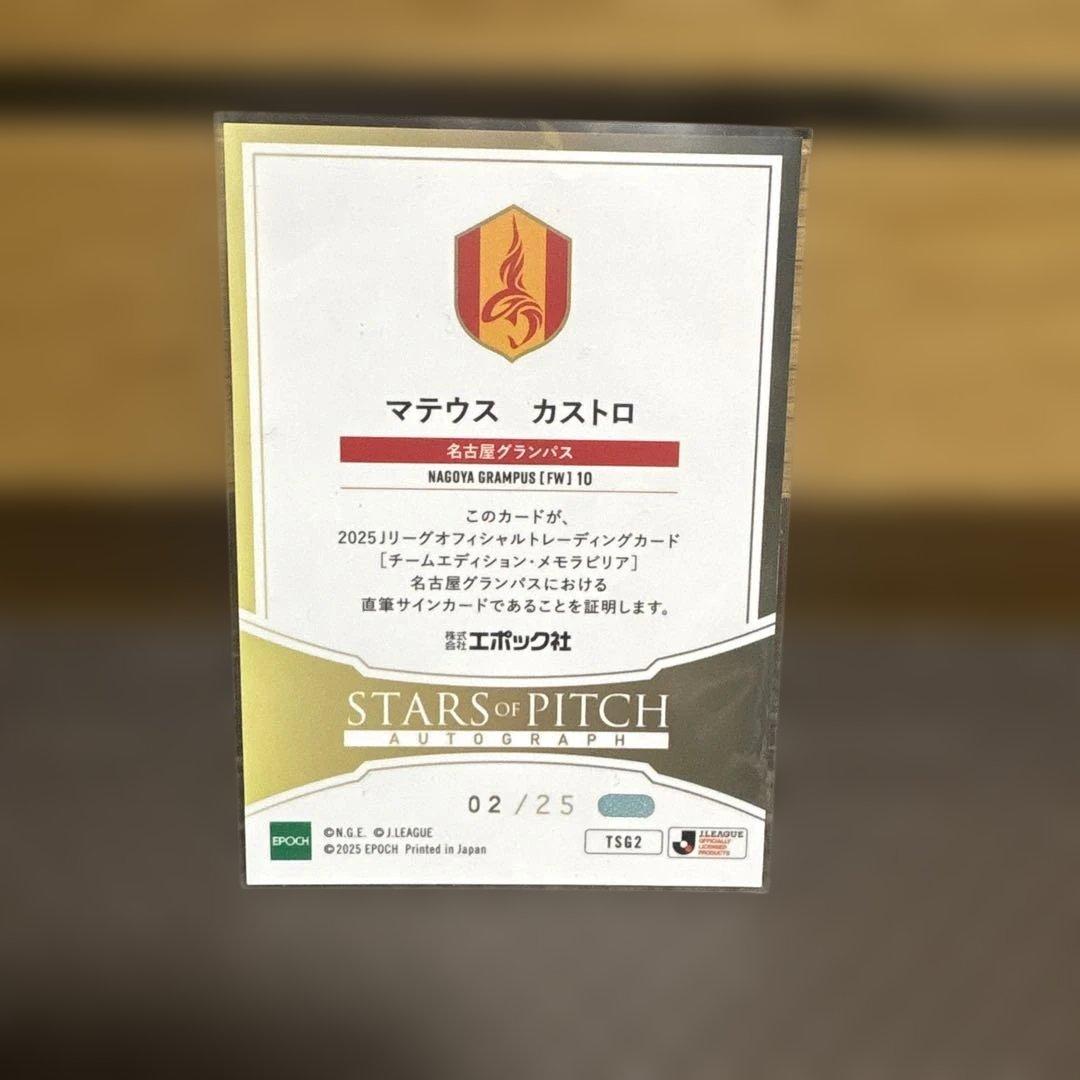 マテウス カストロ
名古屋グランパス
NAGOYA GRAMPUS [FW] 10
このカードが、
2025Jリーグオフィシャルトレーディングカード
[チームエディション・メモラビリア]
名古屋グランパスにおける
直筆サインカードであることを証明します。
株式会社 エポック社
STARS OF PITCH
AUTOGRAPH
02/25
EPOCH
©N.G.E. ©J.LEAGUE
©2025 EPOCH Printed in Japan
TSG2
J.LEAGUE
OFFICIALLY
LICENSED
PRODUCTS